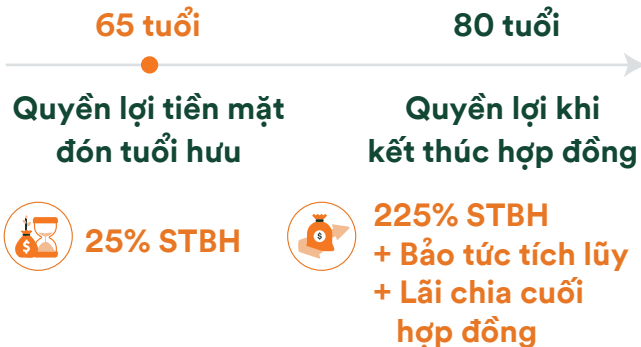 65 tuổi
80 tuổi
Quyền lợi tiền mặt
đón tuổi hưu
Quyền lợi khi
kết thúc hợp đồng
25% STBH
225% STBH
+ Bảo tức tích lũy
+ Lãi chia cuối
hợp đồng